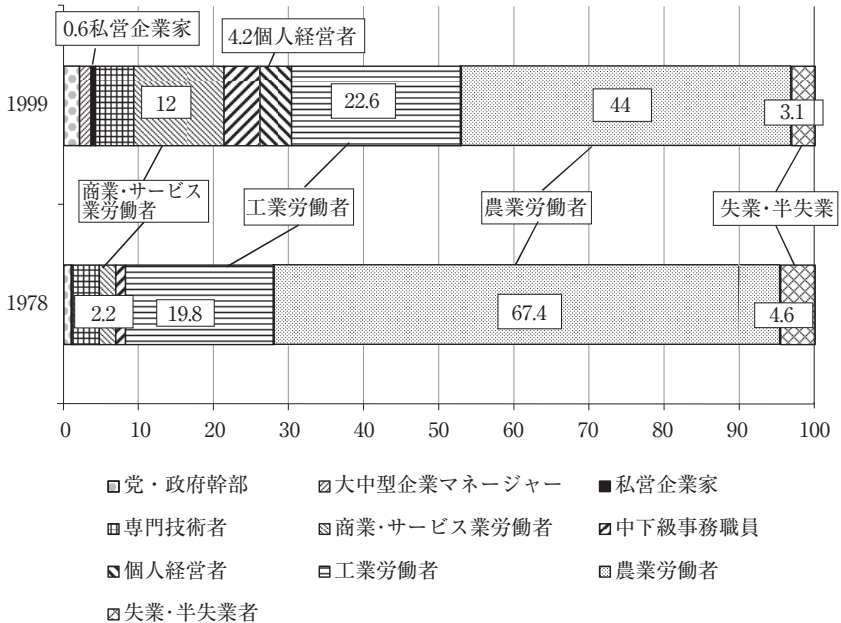 0.6私営企業家
4.2個人経営者
1999
12
22.6
44
3.1
商業・サービス
業労働者
工業労働者
農業労働者
失業・半失業
1978
2.2
19.8
67.4
4.6
0 10 20 30 40 50 60 70 80 90 100
党・政府幹部 大中型企業マネージャー 私営企業家
専門技術者 商業・サービス業労働者 中下級事務職員
個人経営者 工業労働者 農業労働者
失業・半失業者